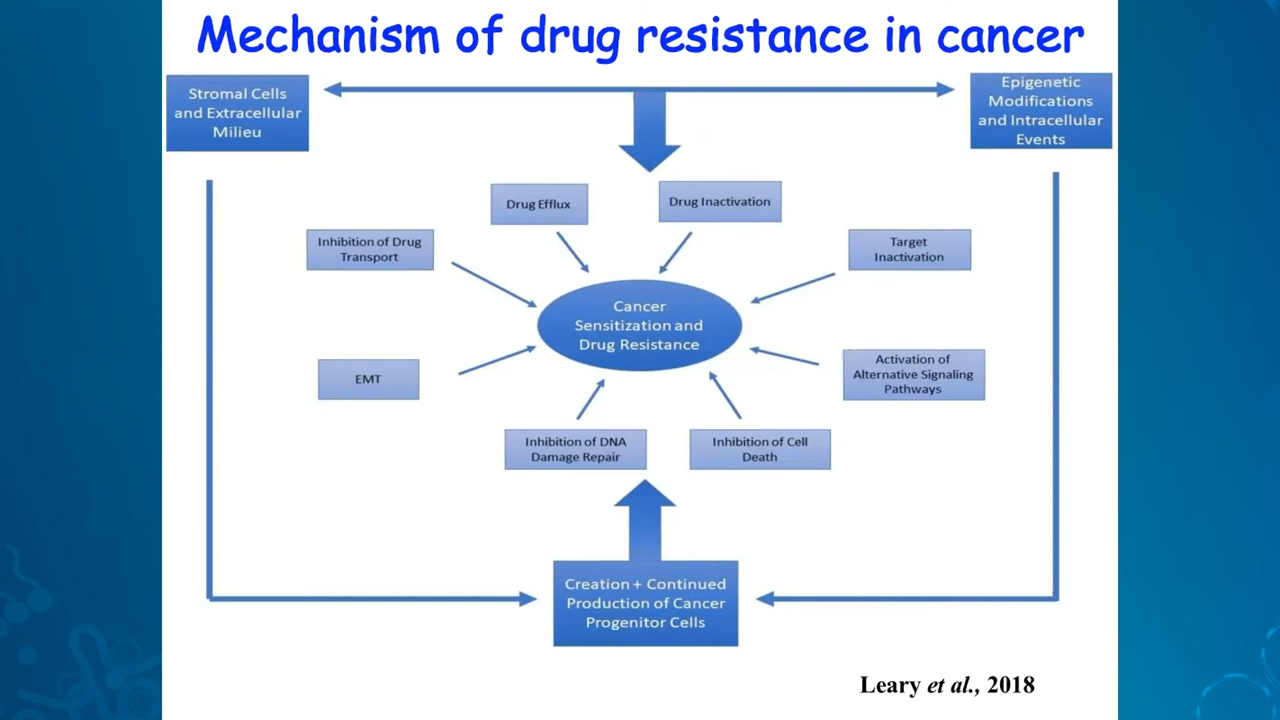 Mechanism of drug resistance in cancer
Stromal Cells
and Extracellular
Milieu
Epigenetic
Modifications
and Intracellular
Events
Drug Efflux
Drug Inactivation
Inhibition of Drug
Transport
Target
Inactivation
Cancer
Sensitization and
Drug Resistance
EMT
Activation of
Alternative Signaling
Pathways
Inhibition of DNA
Damage Repair
Inhibition of Cell
Death
Creation + Continued
Production of Cancer
Progenitor Cells
Leary et al., 2018